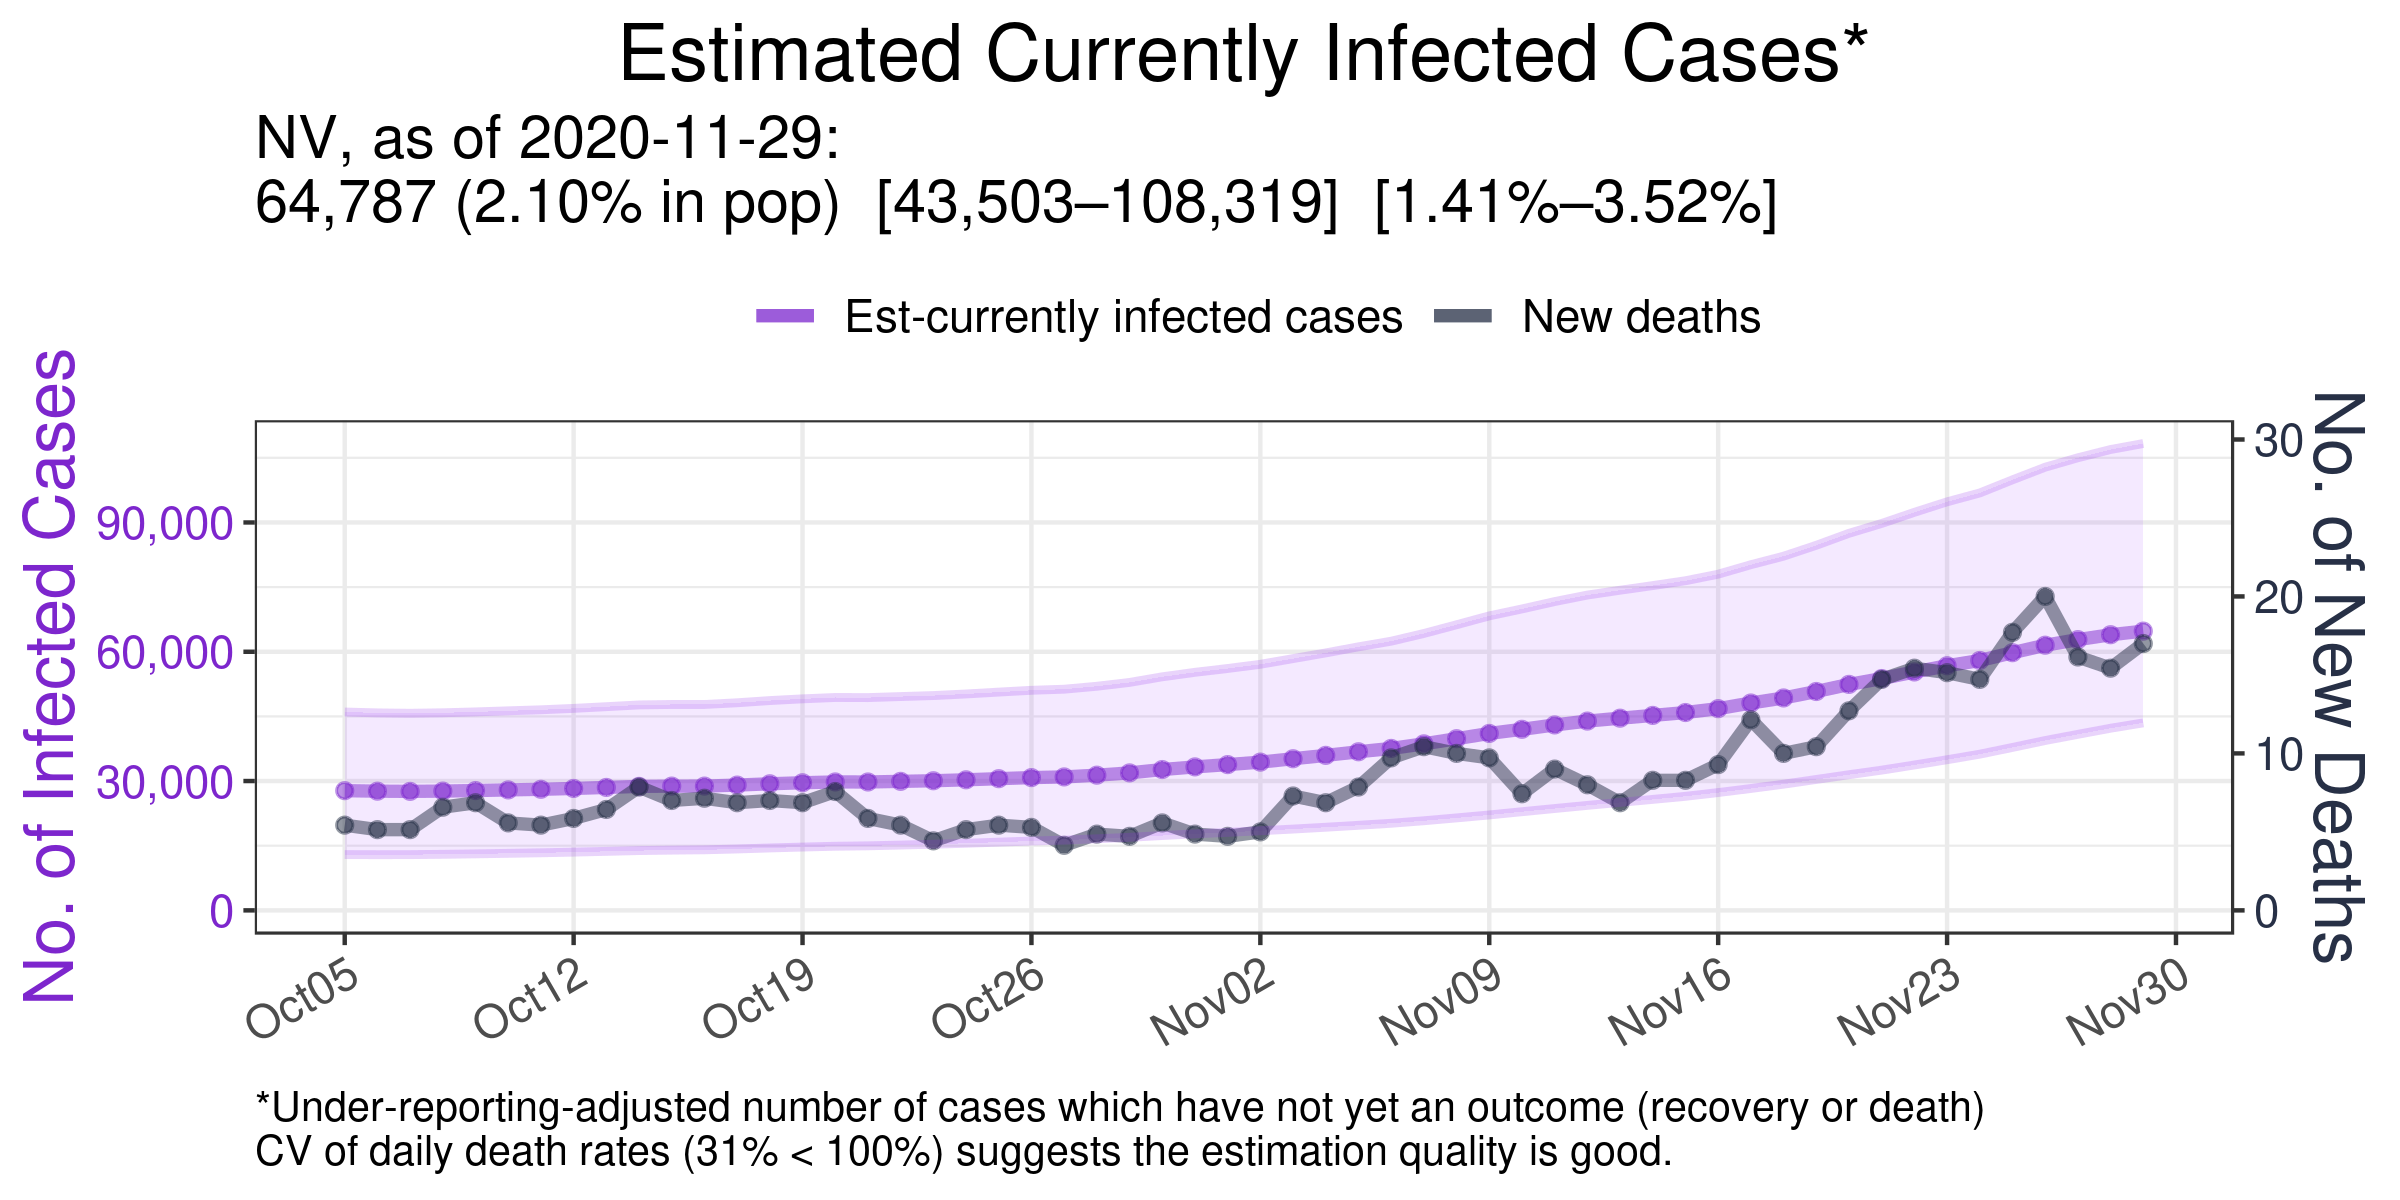 Estimated Currently Infected Cases*
NV, as of 2020-11-29:
64,787 (2.10% in pop)  [43,503–108,319]  [1.41%–3.52%]
Est-currently infected cases
New deaths
No. of Infected Cases
90,000
60,000
30,000
0
30
20
10
0
No. of New Deaths
Oct05
Oct12
Oct19
Oct26
Nov02
Nov09
Nov16
Nov23
Nov30
*Under-reporting-adjusted number of cases which have not yet an outcome (recovery or death)
CV of daily death rates (31% < 100%) suggests the estimation quality is good.